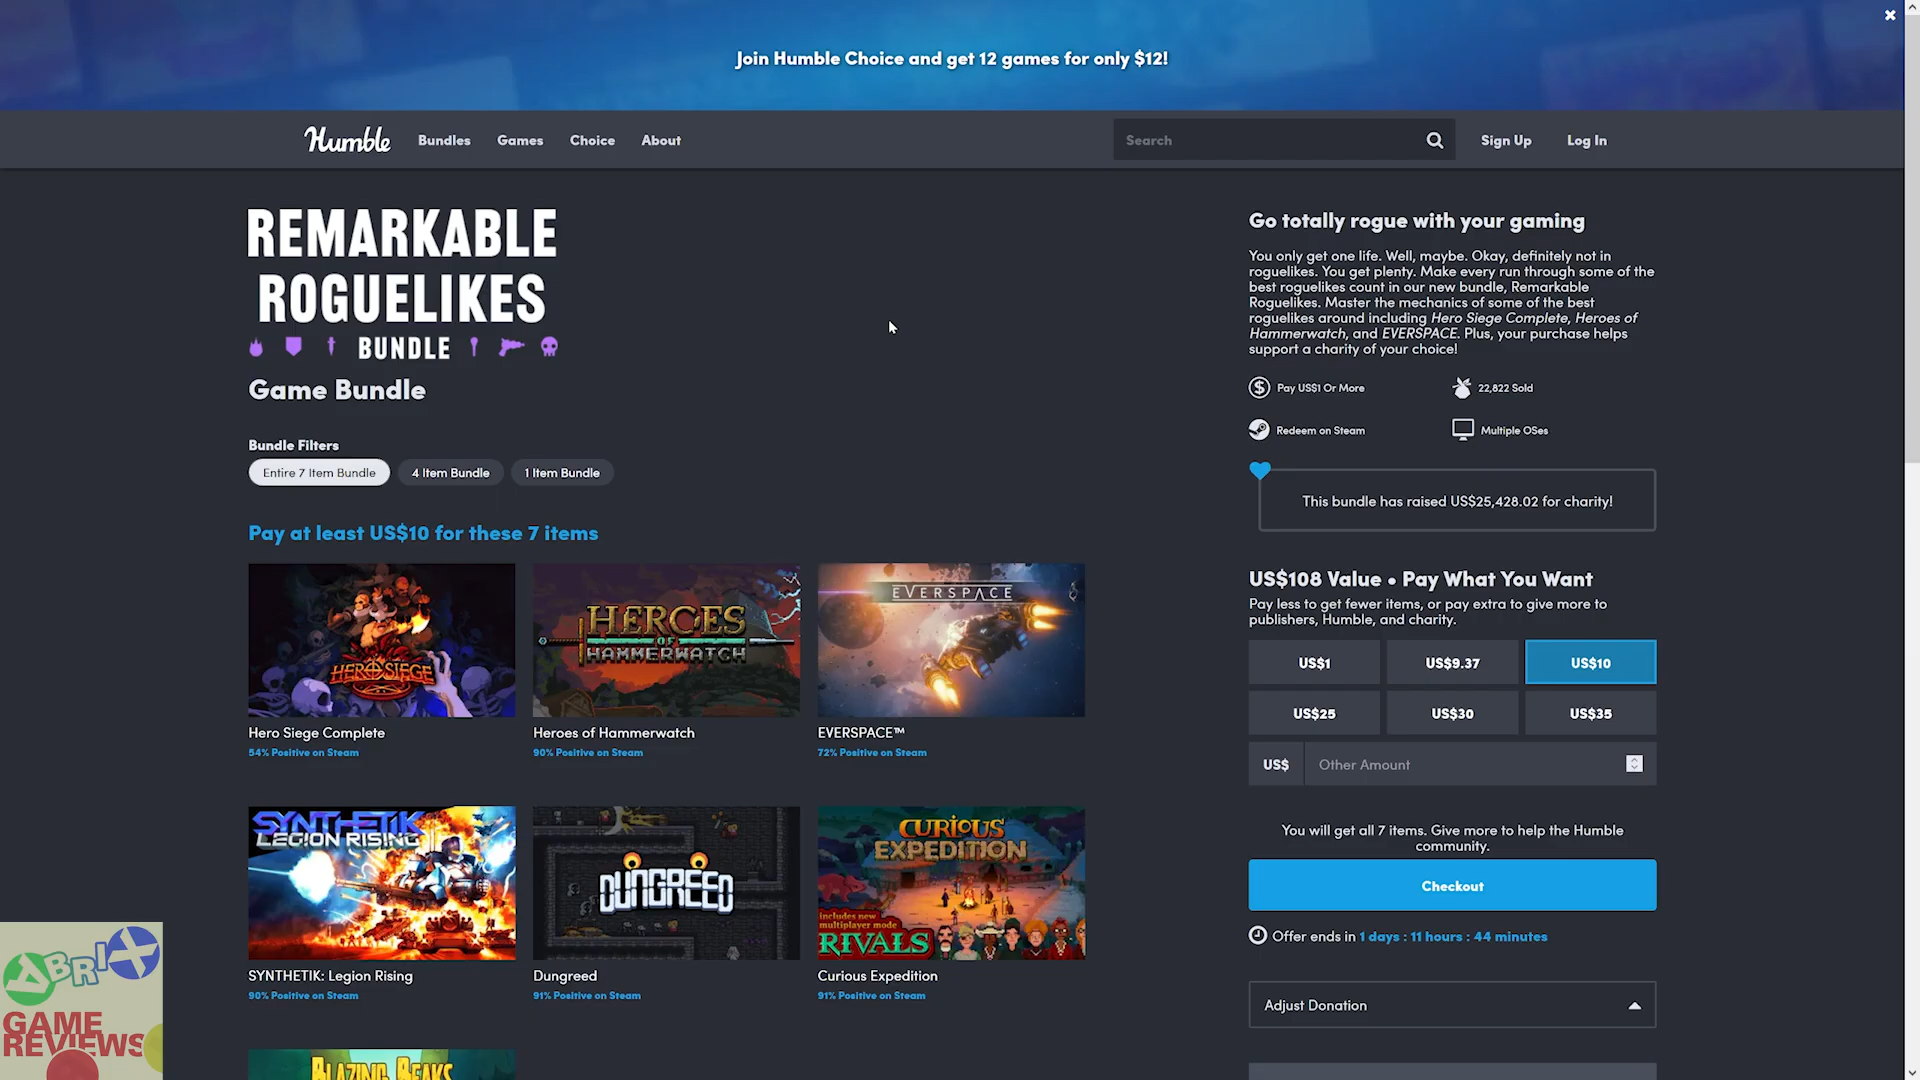 Join Humble Choice and get 12 games for only $12!
Humble
Bundles
Games
Choice
About
Search
Sign Up
Log In
REMARKABLE
ROGUELIKES
BUNDLE
Game Bundle
Bundle Filters
Entire 7 Item Bundle
4 Item Bundle
1 Item Bundle
Pay at least US$10 for these 7 items
HERO SIEGE
Hero Siege Complete
54% Positive on Steam
HEROES
OF
HAMMERWATCH
Heroes of Hammerwatch
90% Positive on Steam
EVERSPACE
EVERSPACE™
72% Positive on Steam
SYNTHETIK
LEGION RISING
SYNTHETIK: Legion Rising
90% Positive on Steam
DUNGREED
Dungreed
91% Positive on Steam
CURIOUS
EXPEDITION
includes new
multiplayer mode
RIVALS
Curious Expedition
91% Positive on Steam
BLAZING BEAKS
Go totally rogue with your gaming
You only get one life. Well, maybe. Okay, definitely not in
roguelikes. You get plenty. Make every run through some of the
best roguelikes count in our new bundle, Remarkable
Roguelikes. Master the mechanics of some of the best
roguelikes around including Hero Siege Complete, Heroes of
Hammerwatch, and EVERSPACE. Plus, your purchase helps
support a charity of your choice!
Pay US$1 Or More
22,822 Sold
Redeem on Steam
Multiple OSes
This bundle has raised US$25,428.02 for charity!
US$108 Value • Pay What You Want
Pay less to get fewer items, or pay extra to give more to
publishers, Humble, and charity.
US$1
US$9.37
US$10
US$25
US$30
US$35
US$
Other Amount
You will get all 7 items. Give more to help the Humble
community.
Checkout
Offer ends in 1 days : 11 hours : 44 minutes
Adjust Donation
ABRIX
GAME
REVIEWS